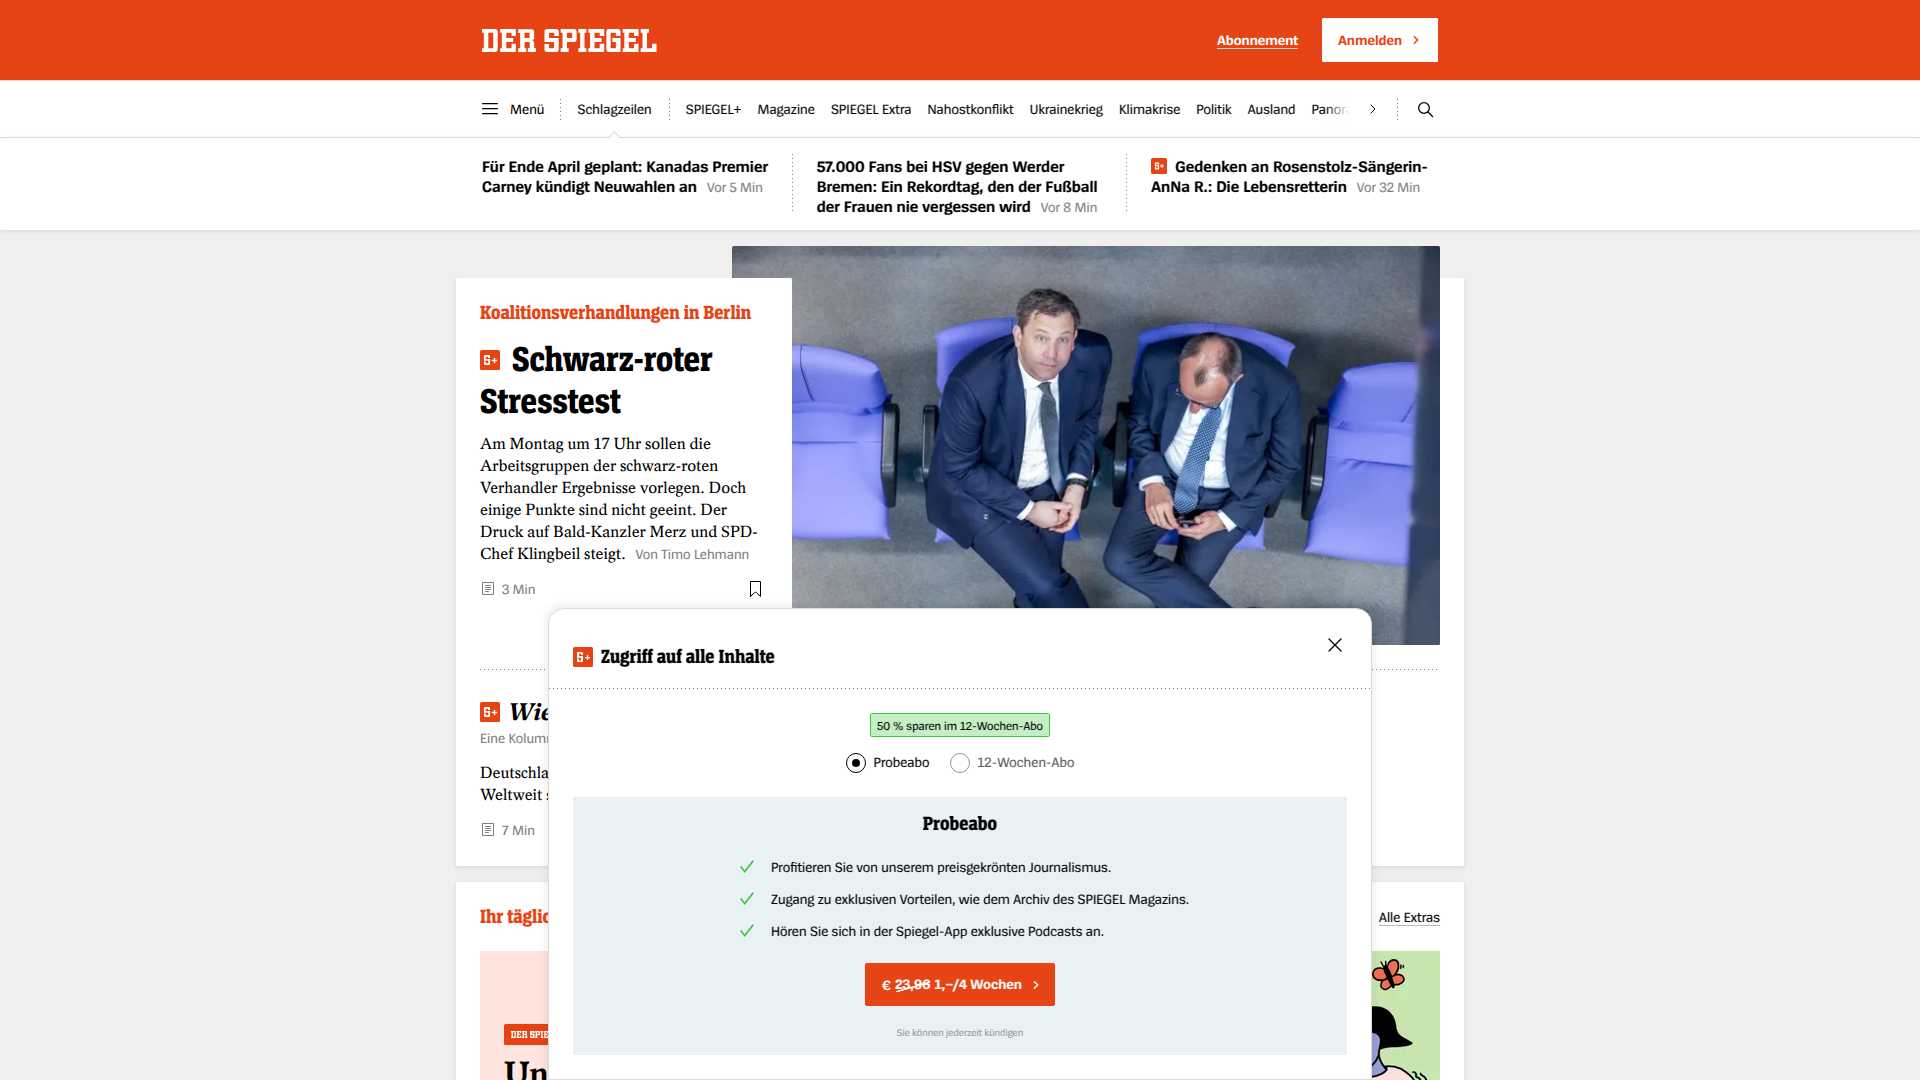 DER SPIEGEL
Abonnement
Anmelden
Menü
Schlagzeilen
SPIEGEL+
Magazine
SPIEGEL Extra
Nahostkonflikt
Ukrainekrieg
Klimakrise
Politik
Ausland
Für Ende April geplant: Kanadas Premier
Carney kündigt Neuwahlen an Vor 5 Min
57.000 Fans bei HSV gegen Werder
Bremen: Ein Rekordtag, den der Fußball
der Frauen nie vergessen wird Vor 8 Min
Gedenken an Rosenstolz-Sängerin-
AnNa R.: Die Lebensretterin Vor 32 Min
Koalitionsverhandlungen in Berlin
S+ Schwarz-roter
Stresstest
Am Montag um 17 Uhr sollen die
Arbeitsgruppen der schwarz-roten
Verhandler Ergebnisse vorlegen. Doch
einige Punkte sind nicht geeint. Der
Druck auf Bald-Kanzler Merz und SPD-
Chef Klingbeil steigt. Von Timo Lehmann
3 Min
S+ Wie
Eine
Weltweit
7 Min
S+ Zugriff auf alle Inhalte
50 % sparen im 12-Wochen-Abo
Probeabo
12-Wochen-Abo
Probeabo
Profitieren Sie von unserem preisgekrönten Journalismus.
Zugang zu exklusiven Vorteilen, wie dem Archiv des SPIEGEL Magazins.
Hören Sie sich in der Spiegel-App exklusive Podcasts an.
€ 23,96 1,–/4 Wochen
Sie können jederzeit kündigen
Ihr
Alle Extras
DER
Un